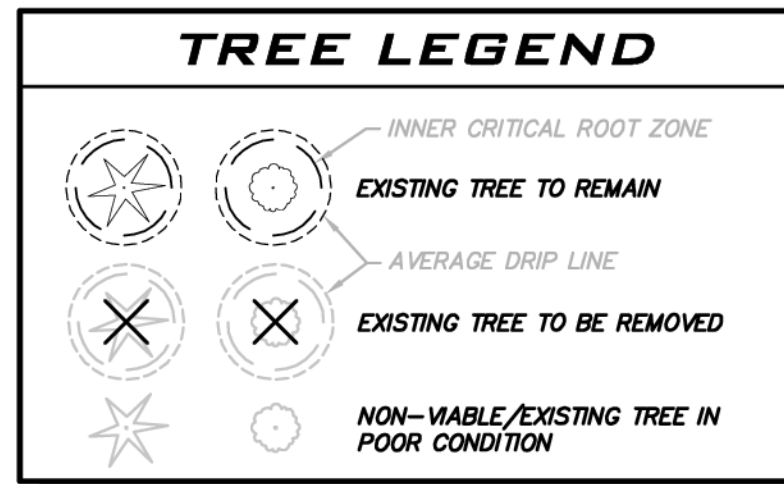 TREE LEGEND
INNER CRITICAL ROOT ZONE
EXISTING TREE TO REMAIN
AVERAGE DRIP LINE
EXISTING TREE TO BE REMOVED
NON-VIABLE/EXISTING TREE IN
POOR CONDITION